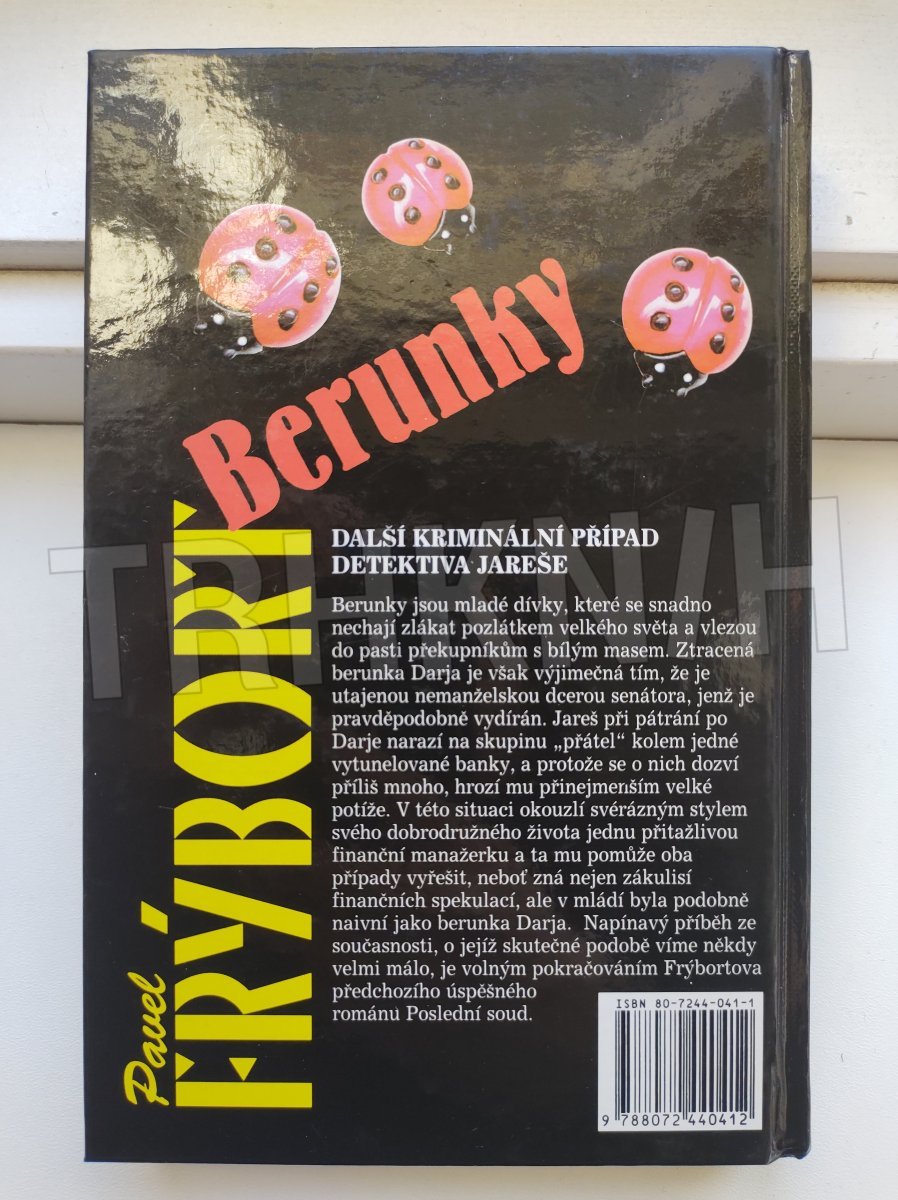 Berunky
Pavel
FRÝBORT
DALŠÍ KRIMINÁLNÍ PŘÍPAD
DETEKTIVA JAREŠE
Berunky jsou mladé dívky, které se snadno
nechají zlákat pozlátkem velkého světa a vlezou
do pasti překupníkům s bílým masem. Ztracená
berunka Darja je však výjimečná tím, že je
utajenou nemanželskou dcerou senátora, jenž je
pravděpodobně vydírán. Jareš při pátrání po
Darje narazí na skupinu „přátel“ kolem jedné
vytunelované banky, a protože se o nich dozví
příliš mnoho, hrozí mu přinejmenším velké
potíže. V této situaci okouzlí svérázným stylem
svého dobrodružného života jednu přitažlivou
finanční manažerku a ta mu pomůže oba
případy vyřešit, neboť zná nejen zákulisí
finančních spekulací, ale v mládí byla podobně
naivní jako berunka Darja. Napínavý příběh ze
současnosti, o jejíž skutečné podobě víme někdy
velmi málo, je volným pokračováním Frýbortova
předchozího úspěšného
románu Poslední soud.
ISBN 80-7244-041-1
9 788072 440412
TRHKN/H